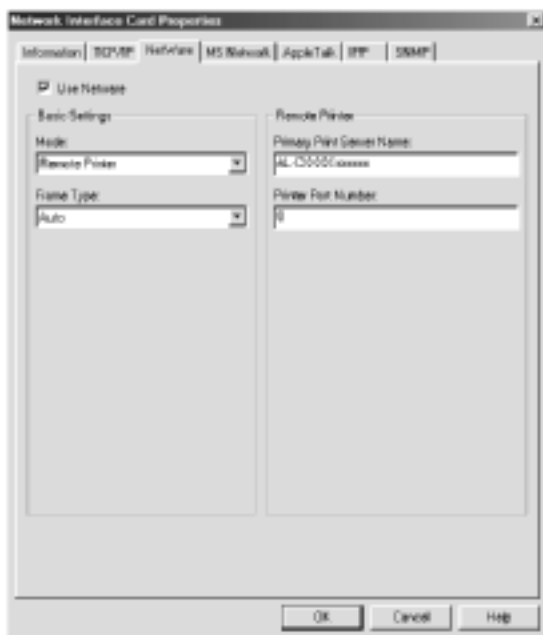 Network Interface Card Properties
Information TCP/IP NetWare MS Network AppleTalk IPP SNMP
Use Netware
Basic Settings
Mode:
Remote Printer
Frame Type:
Auto
Remote Printer
Primary Print Server Name:
Printer Port Number:
0
OK Cancel Help